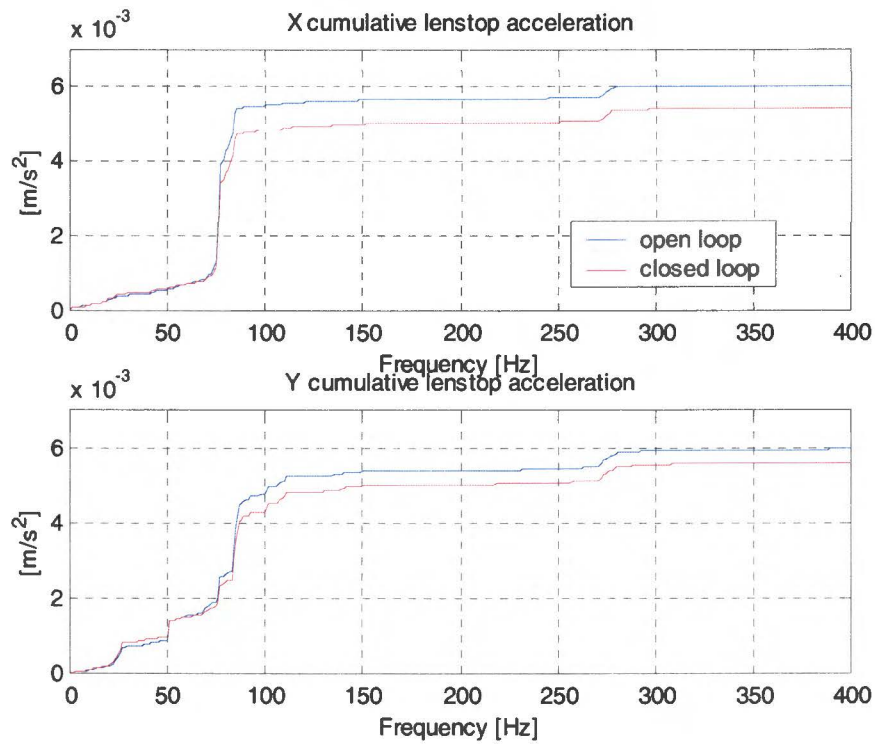 X cumulative lenstop acceleration
x 10^-3
[m/s^2]
6
4
2
0
0 50 100 150 200 250 300 350 400
open loop
closed loop
Frequency [Hz]
Y cumulative lenstop acceleration
x 10^-3
[m/s^2]
6
4
2
0
0 50 100 150 200 250 300 350 400
Frequency [Hz]